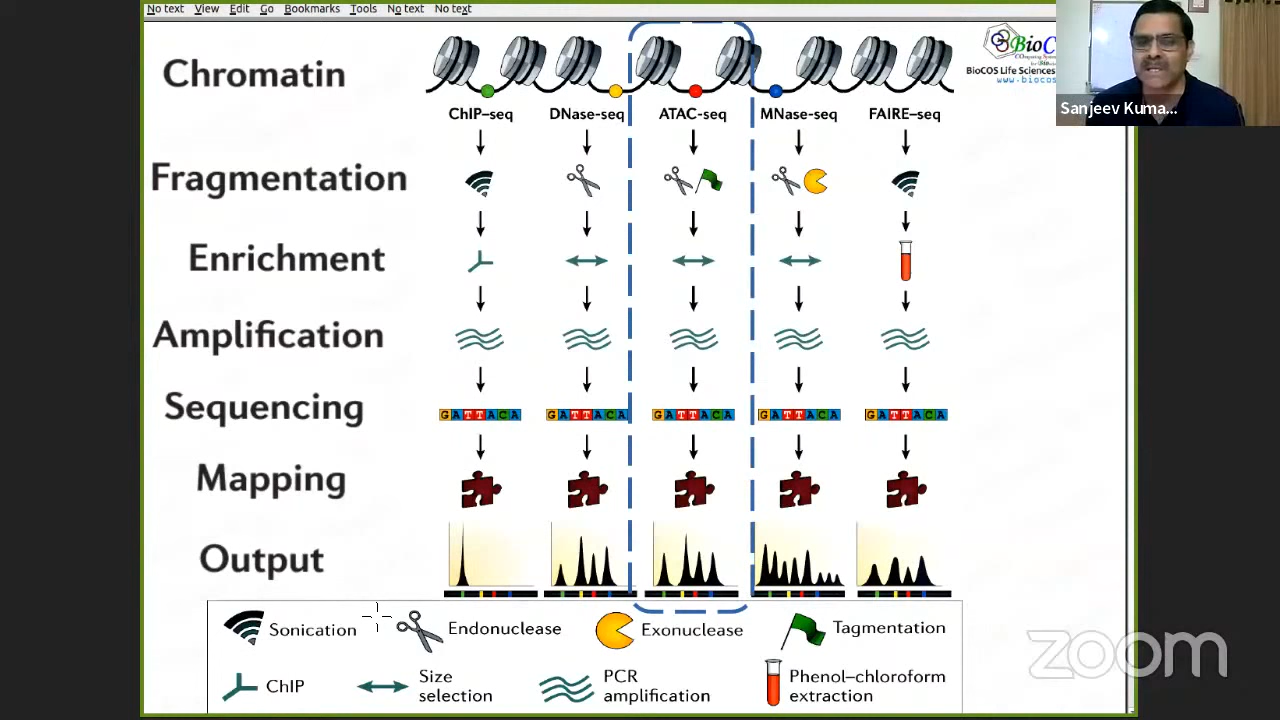 No text View Edit Go Bookmarks Tools No text No text
Chromatin
BioC
BioCOS Life Sciences
www.biocos
Sanjeev Kuma...
ChIP–seq DNase-seq ATAC-seq MNase-seq FAIRE–seq
Fragmentation
Enrichment
Amplification
Sequencing
GATTACA GATTACA GATTACA GATTACA GATTACA
Mapping
Output
Sonication Endonuclease Exonuclease Tagmentation
ChIP
Size
selection
PCR
amplification
Phenol–chloroform
extraction
zoom